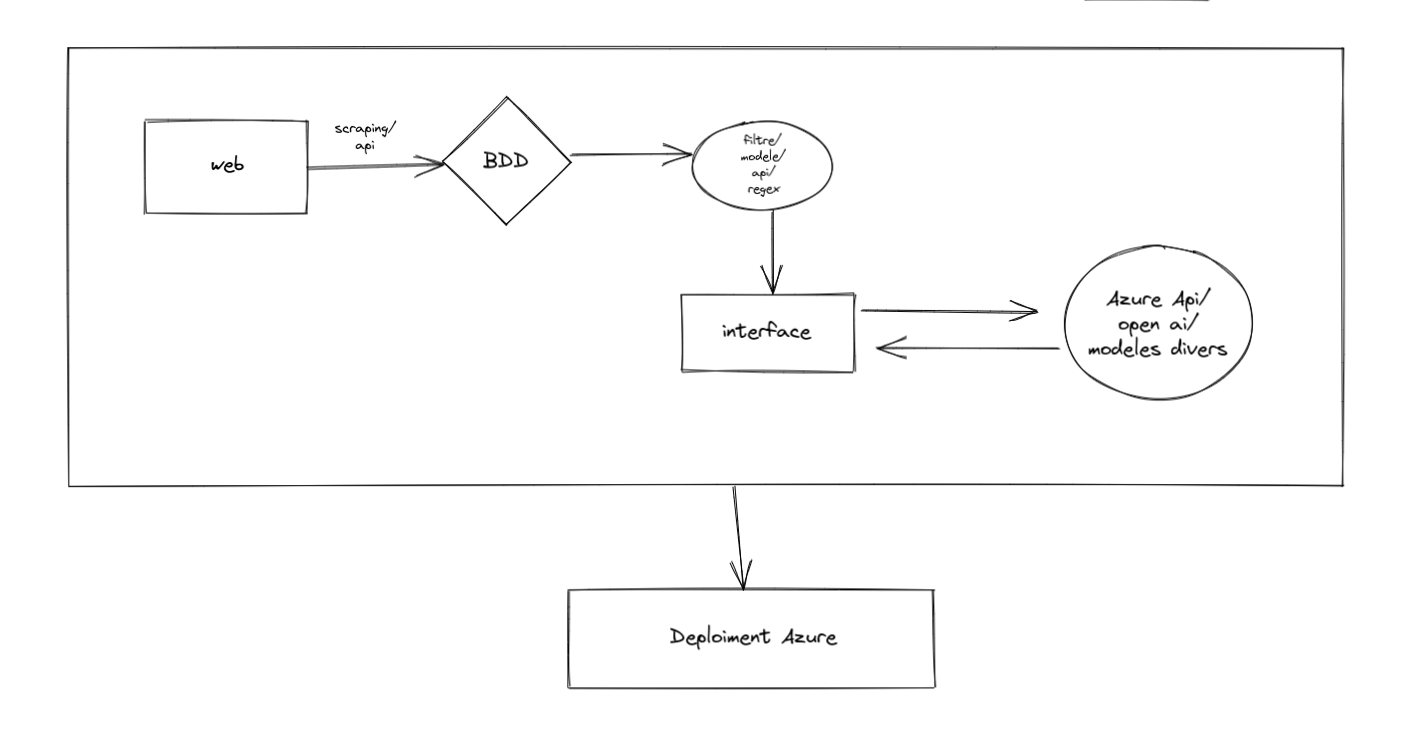 scraping/
api
web
BDD
filtre/
modele/
api/
regex
interface
Azure Api/
open ai/
modeles divers
Deploiment Azure